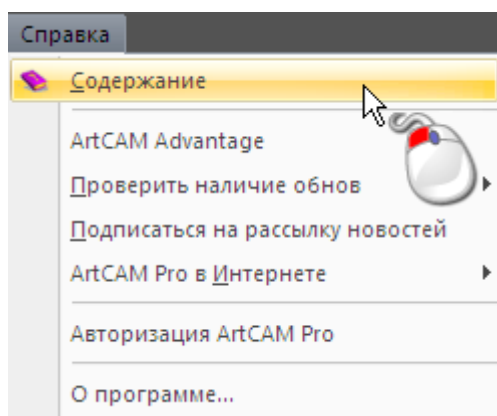 Справка
Содержание
ArtCAM Advantage
Проверить наличие обнов
Подписаться на рассылку новостей
ArtCAM Pro в Интернете
Авторизация ArtCAM Pro
О программе...